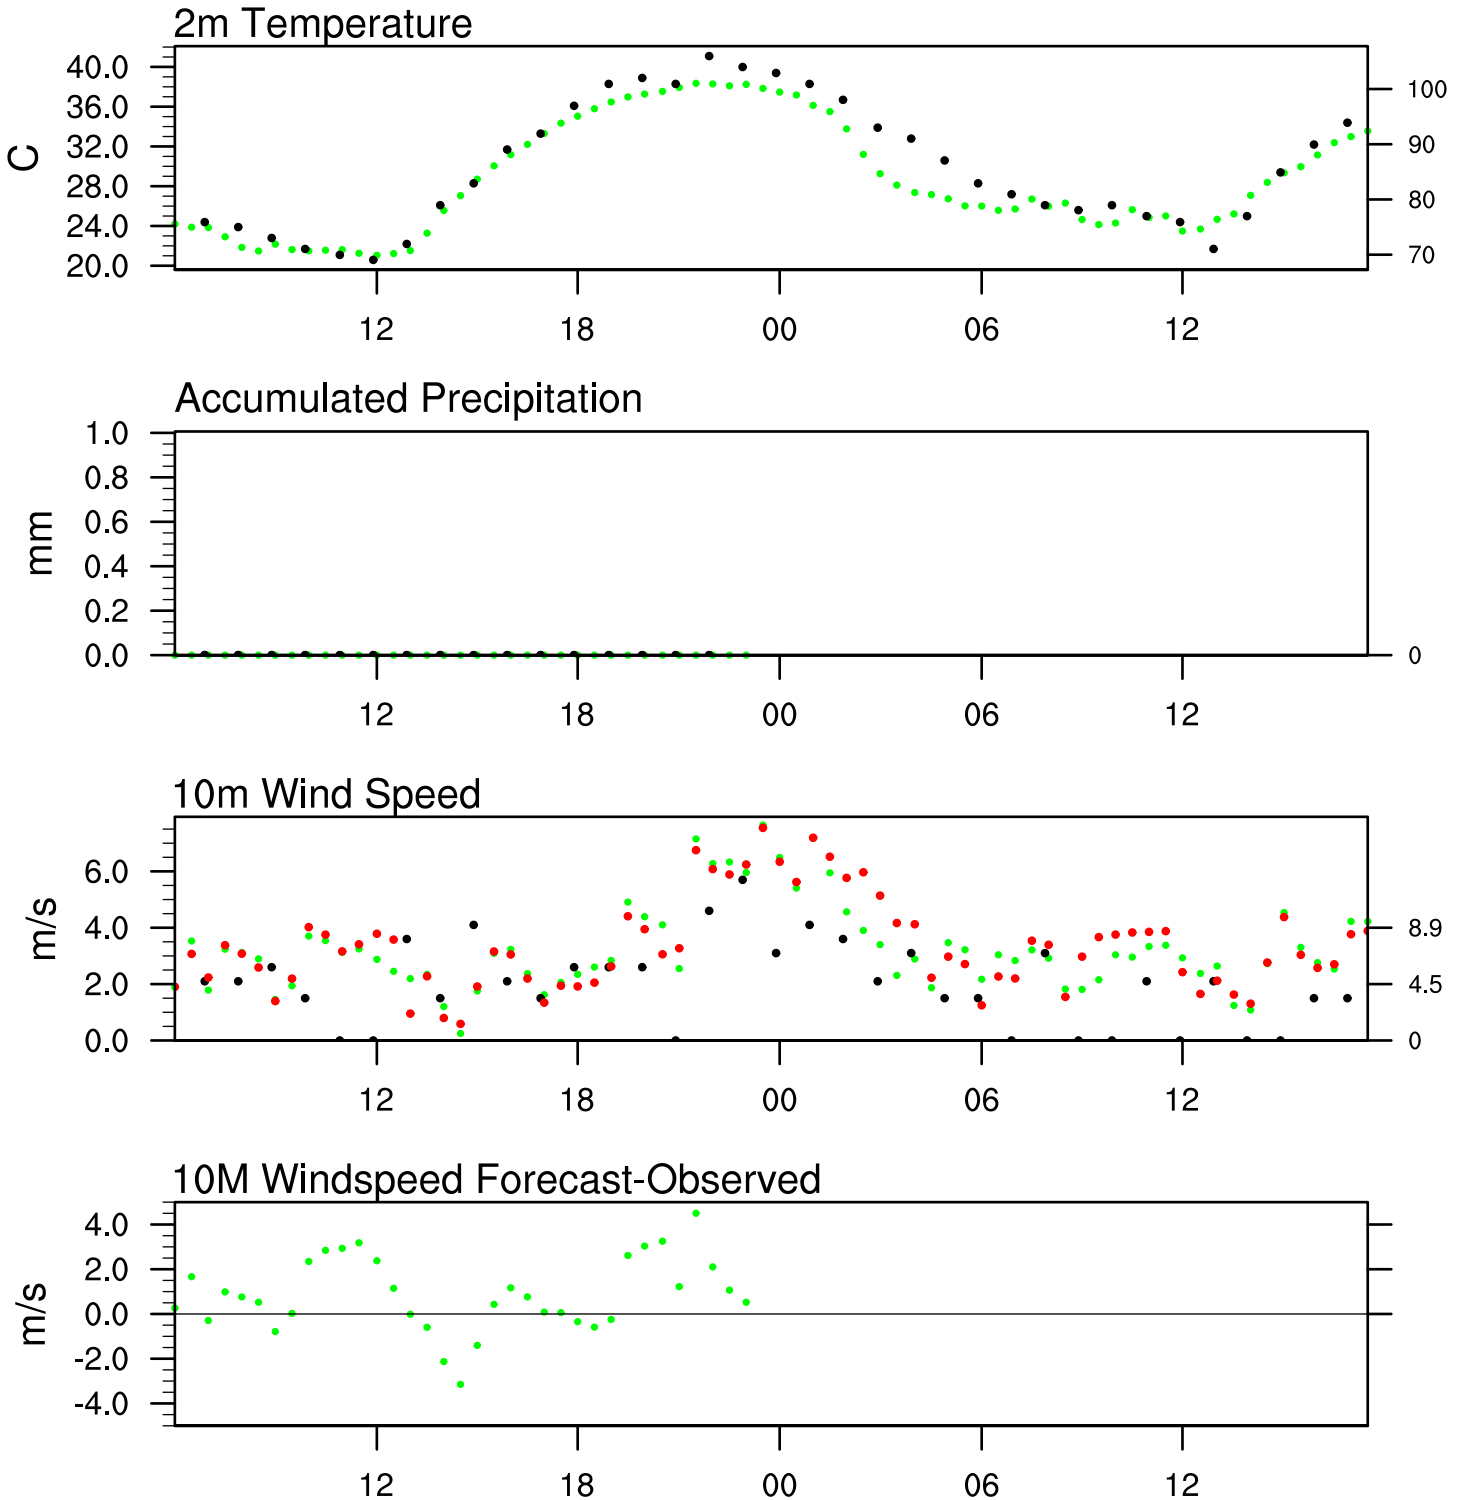 2m Temperature
40.0
36.0
32.0
28.0
24.0
20.0
C
100
90
80
70
12 18 00 06 12
Accumulated Precipitation
1.0
0.8
0.6
0.4
0.2
0.0
mm
0
12 18 00 06 12
10m Wind Speed
6.0
4.0
2.0
0.0
m/s
8.9
4.5
0
12 18 00 06 12
10M Windspeed Forecast-Observed
4.0
2.0
0.0
-2.0
-4.0
m/s
12 18 00 06 12